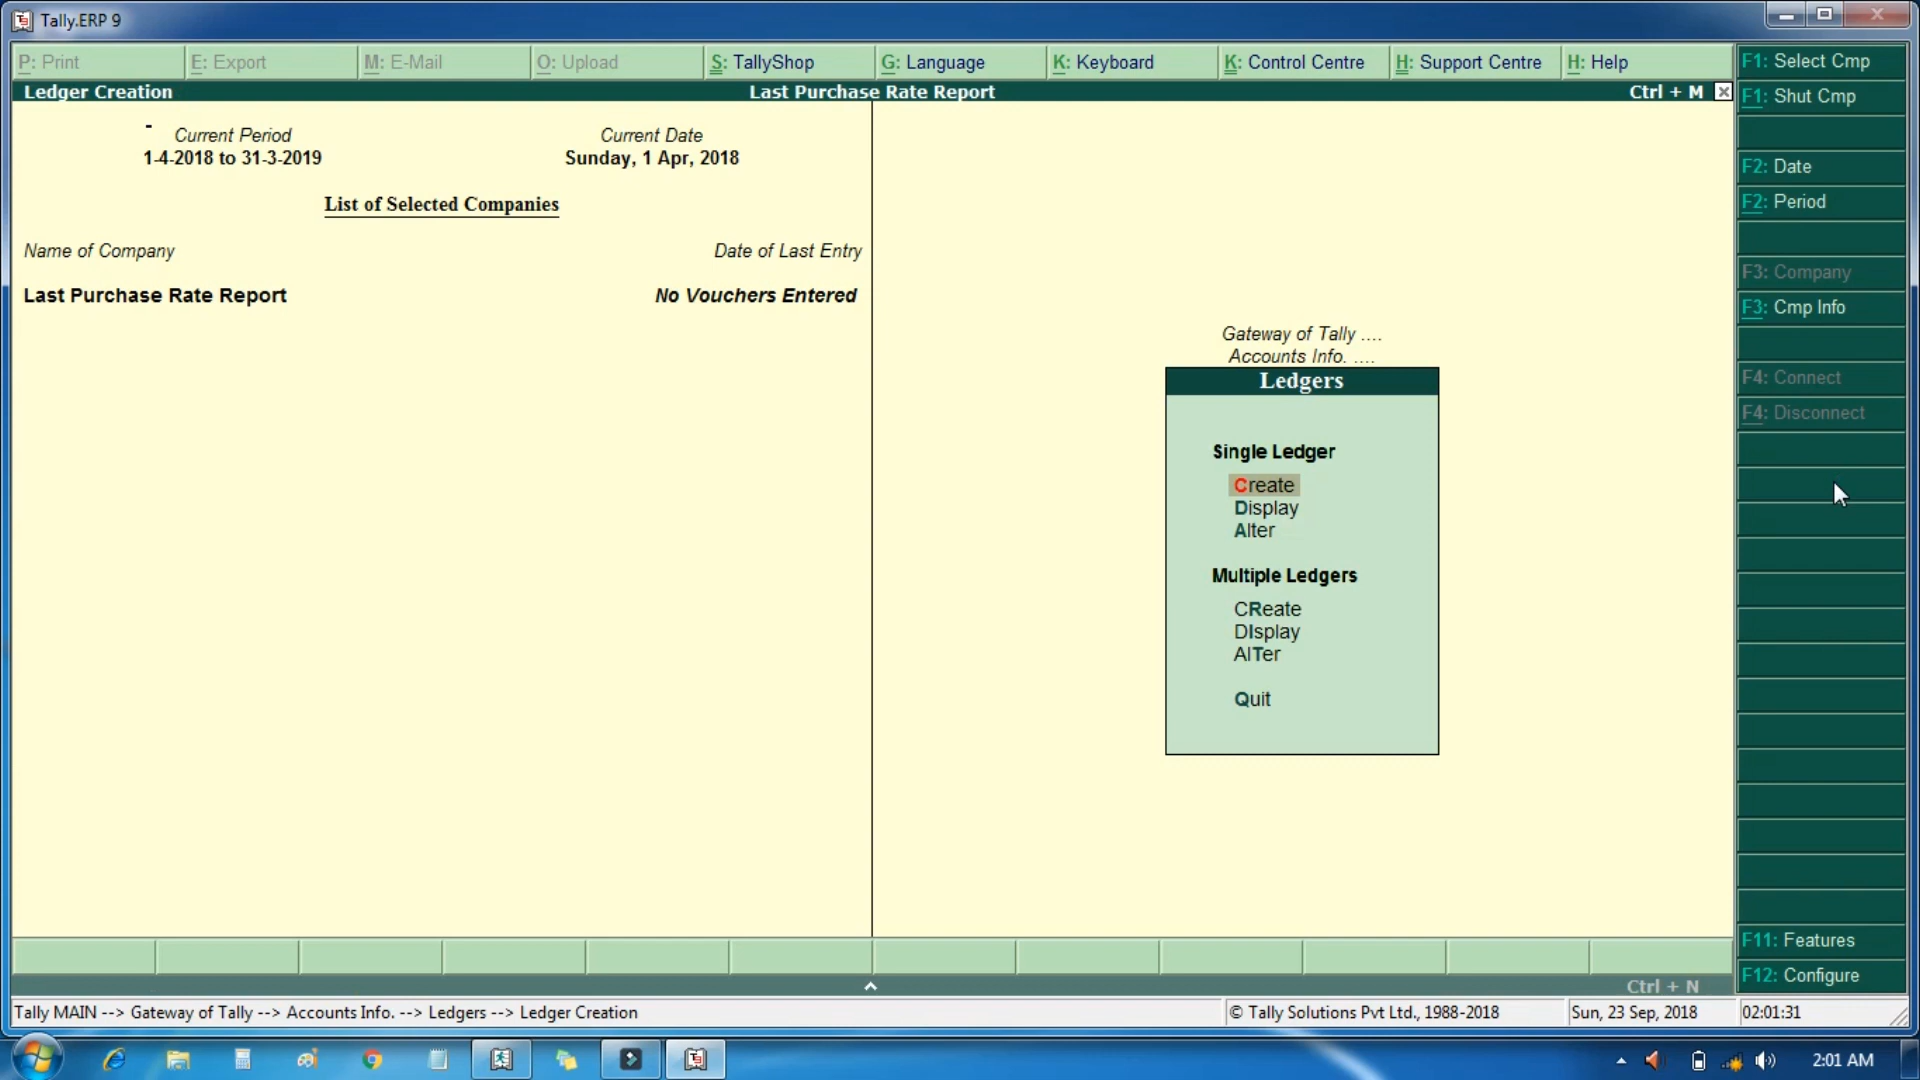 Tally.ERP 9
P: Print E: Export M: E-Mail O: Upload S: TallyShop G: Language K: Keyboard K: Control Centre H: Support Centre H: Help
Ledger Creation Last Purchase Rate Report Ctrl + M
Current Period Current Date
1-4-2018 to 31-3-2019 Sunday, 1 Apr, 2018
List of Selected Companies
Name of Company Date of Last Entry
Last Purchase Rate Report No Vouchers Entered
Gateway of Tally ....
Accounts Info. ....
Ledgers
Single Ledger
Create
Display
Alter
Multiple Ledgers
CReate
DIsplay
AlTer
Quit
F1: Select Cmp
F1: Shut Cmp
F2: Date
F2: Period
F3: Company
F3: Cmp Info
F4: Connect
F4: Disconnect
F11: Features
F12: Configure
Ctrl + N
Tally MAIN --> Gateway of Tally --> Accounts Info. --> Ledgers --> Ledger Creation © Tally Solutions Pvt Ltd., 1988-2018 Sun, 23 Sep, 2018 02:01:31
2:01 AM